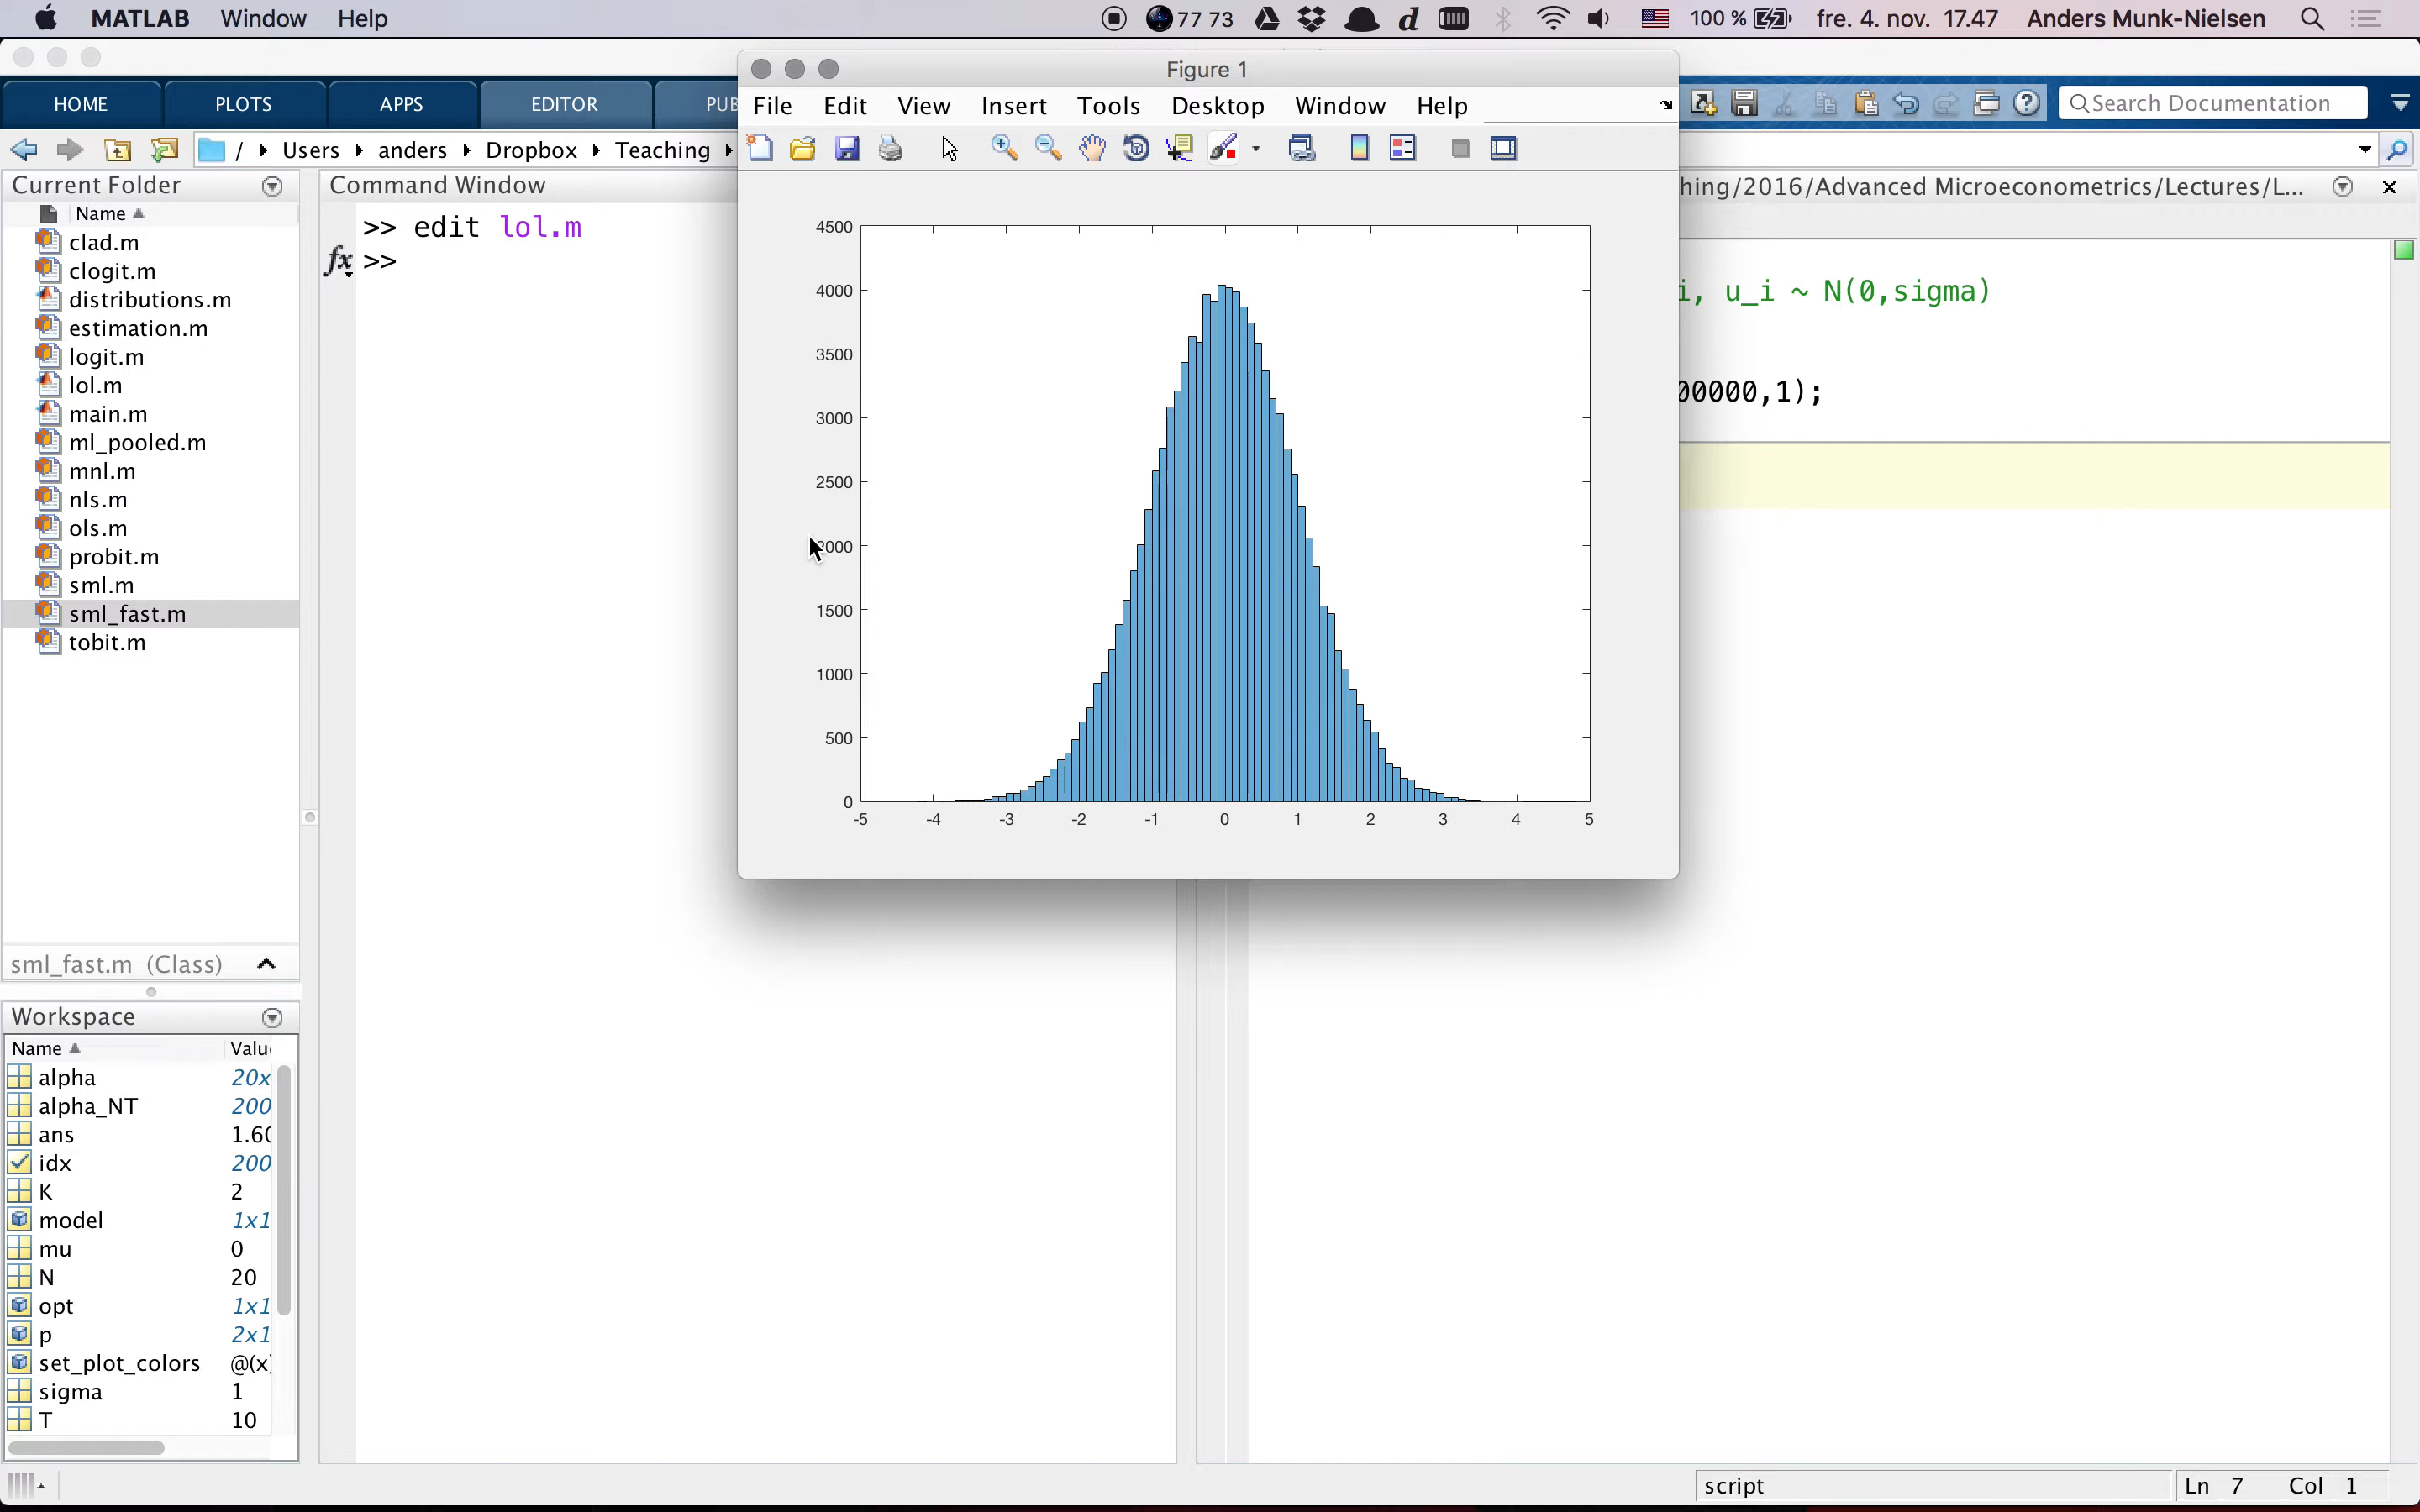 MATLAB Window Help 77 73 d 100 % fre. 4. nov. 17.47 Anders Munk-Nielsen
Figure 1
HOME PLOTS APPS EDITOR
File Edit View Insert Tools Desktop Window Help
Search Documentation
/ Users anders Dropbox Teaching
Current Folder
Name
clad.m
clogit.m
distributions.m
estimation.m
logit.m
lol.m
main.m
ml_pooled.m
mnl.m
nls.m
ols.m
probit.m
sml.m
sml_fast.m
tobit.m
sml_fast.m (Class)
Workspace
Name Valu
alpha 20x
alpha_NT 200
ans 1.60
idx 200
K 2
model 1x1
mu 0
N 20
opt 1x1
p 2x1
set_plot_colors @(x)
sigma 1
T 10
Command Window
>> edit lol.m
fx >>
4500
4000
3500
3000
2500
2000
1500
1000
500
0
-5 -4 -3 -2 -1 0 1 2 3 4 5
hing/2016/Advanced Microeconometrics/Lectures/L...
i, u_i ~ N(0,sigma)
00000,1);
script Ln 7 Col 1